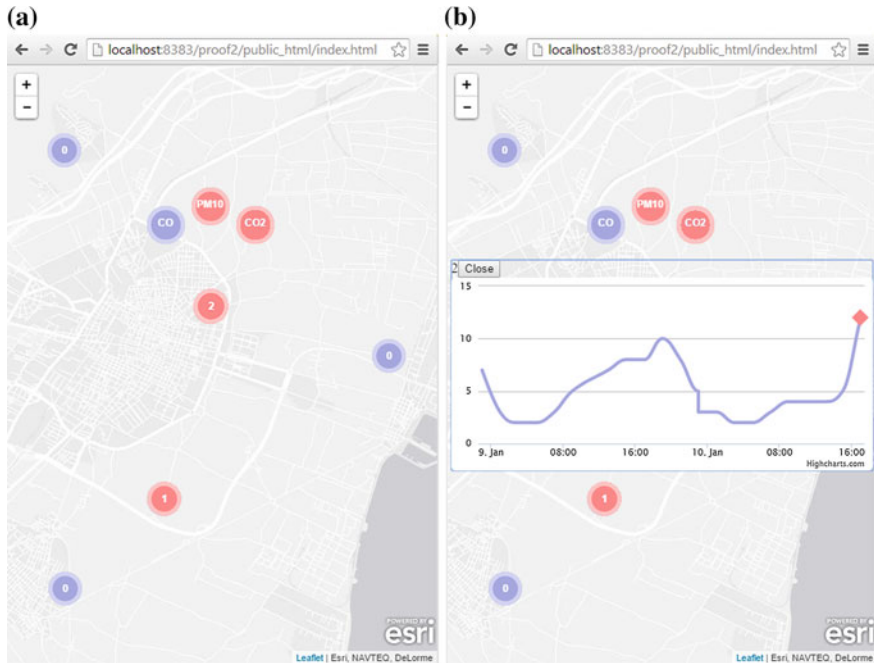 (a)
localhost:8383/proof2/public_html/index.html
+
−
0
PM10
CO
CO2
2
0
1
0
POWERED BY
esri
Leaflet | Esri, NAVTEQ, DeLorme
(b)
localhost:8383/proof2/public_html/index.html
+
−
0
PM10
CO
CO2
2 Close
15
10
5
0
9. Jan 08:00 16:00 10. Jan 08:00 16:00
Highcharts.com
1
0
POWERED BY
esri
Leaflet | Esri, NAVTEQ, DeLorme